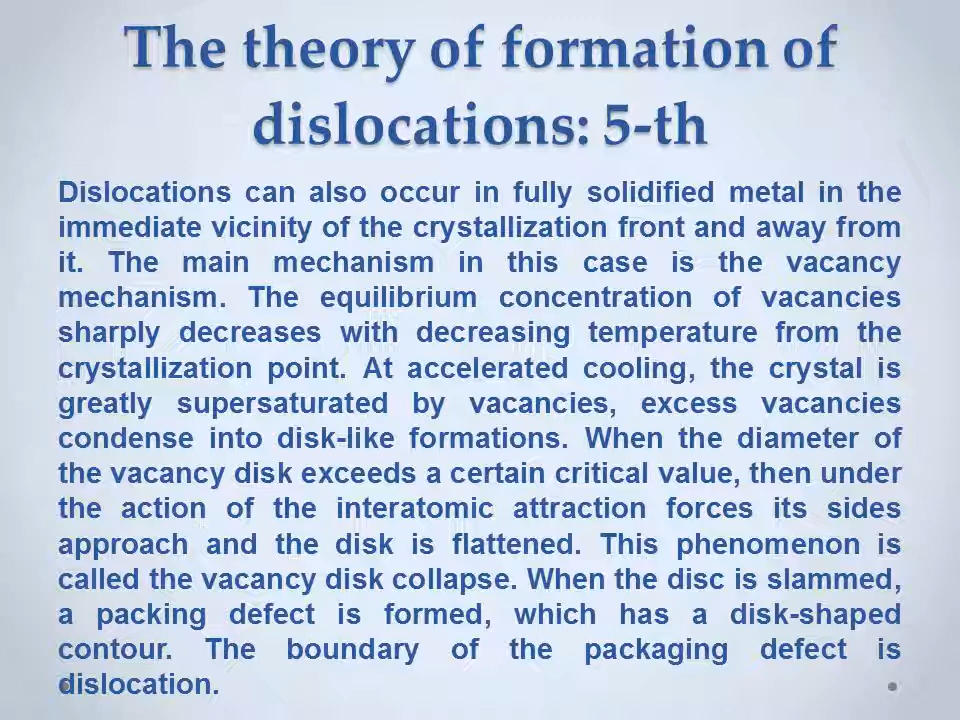 The theory of formation of
dislocations: 5-th
Dislocations can also occur in fully solidified metal in the
immediate vicinity of the crystallization front and away from
it. The main mechanism in this case is the vacancy
mechanism. The equilibrium concentration of vacancies
sharply decreases with decreasing temperature from the
crystallization point. At accelerated cooling, the crystal is
greatly supersaturated by vacancies, excess vacancies
condense into disk-like formations. When the diameter of
the vacancy disk exceeds a certain critical value, then under
the action of the interatomic attraction forces its sides
approach and the disk is flattened. This phenomenon is
called the vacancy disk collapse. When the disc is slammed,
a packing defect is formed, which has a disk-shaped
contour. The boundary of the packaging defect is
dislocation.